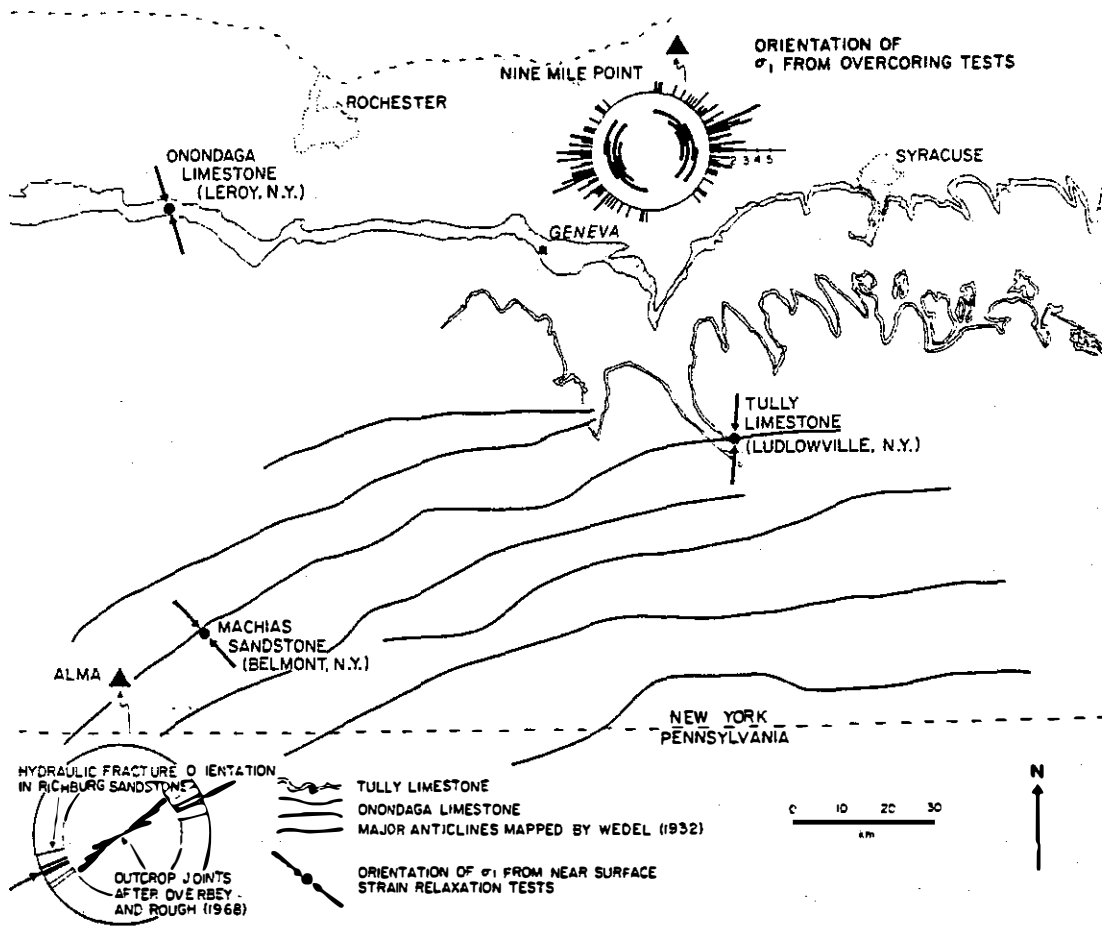 ORIENTATION OF
σ₁ FROM OVERCORING TESTS
NINE MILE POINT
ROCHESTER
2 3 4 5
SYRACUSE
ONONDAGA
LIMESTONE
(LEROY, N.Y.)
GENEVA
TULLY
LIMESTONE
(LUDLOWVILLE, N.Y.)
MACHIAS
SANDSTONE
(BELMONT, N.Y.)
ALMA
NEW YORK
PENNSYLVANIA
HYDRAULIC FRACTURE O IENTATION
IN RICHBURG SANDSTONE
TULLY LIMESTONE
ONONDAGA LIMESTONE
MAJOR ANTICLINES MAPPED BY WEDEL (1932)
ORIENTATION OF σ₁ FROM NEAR SURFACE
STRAIN RELAXATION TESTS
OUTCROP JOINTS
AFTER OVERBEY
AND ROUGH (1968)
0 10 20 30
km
N